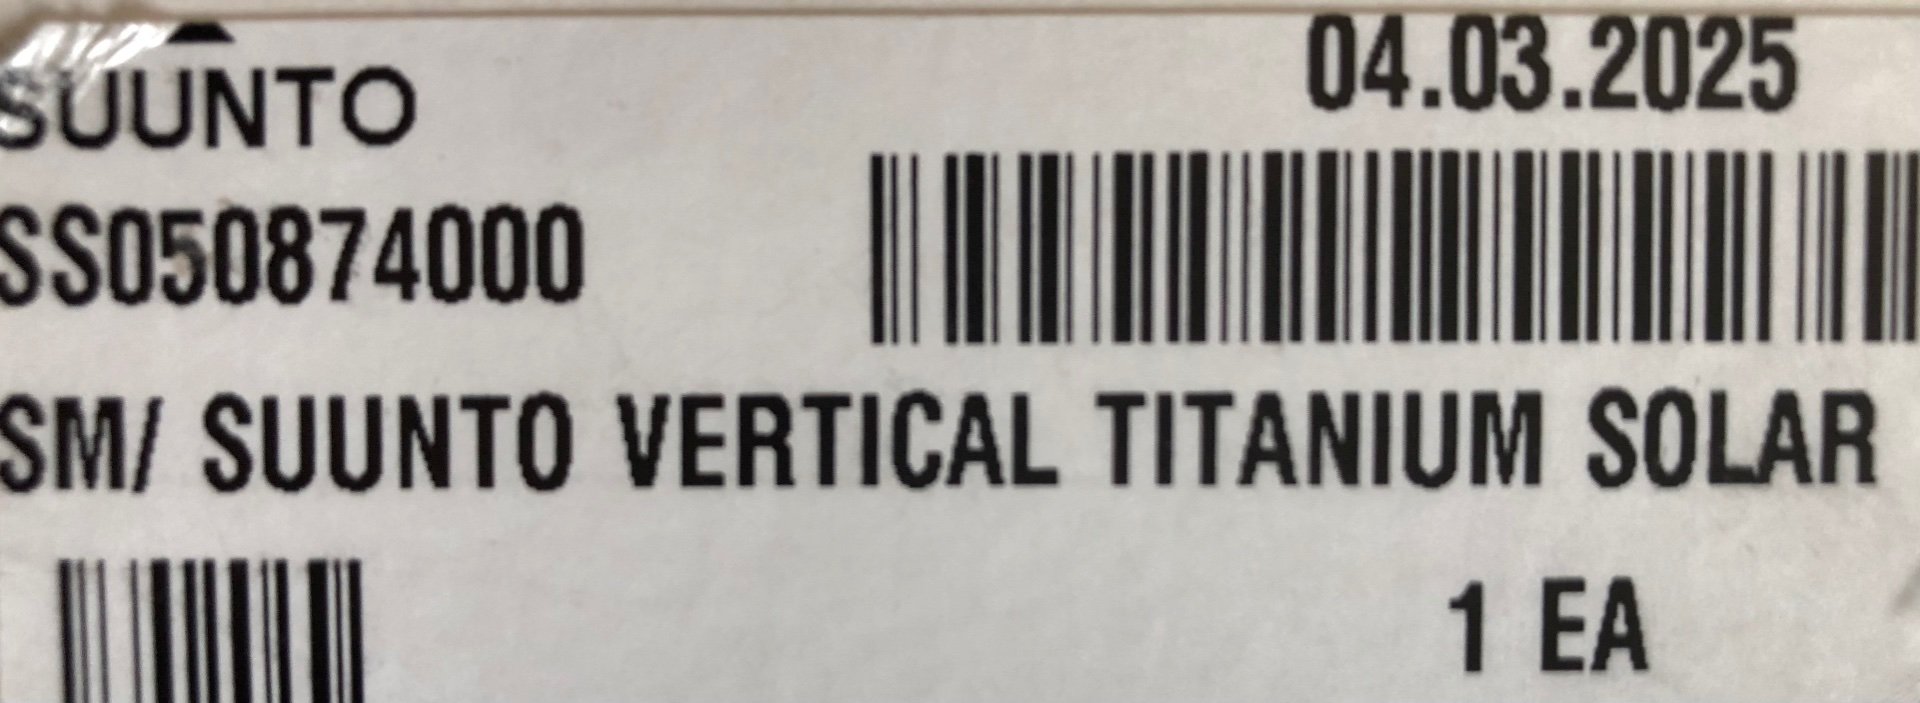 SUUNTO
04.03.2025
SS050874000
SM/ SUUNTO VERTICAL TITANIUM SOLAR
1 EA